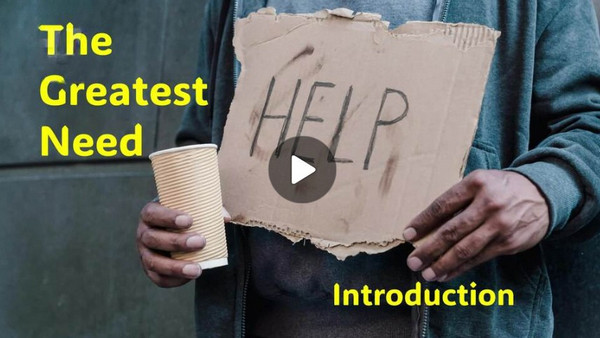 The
Greatest
Need
HELP
Introduction